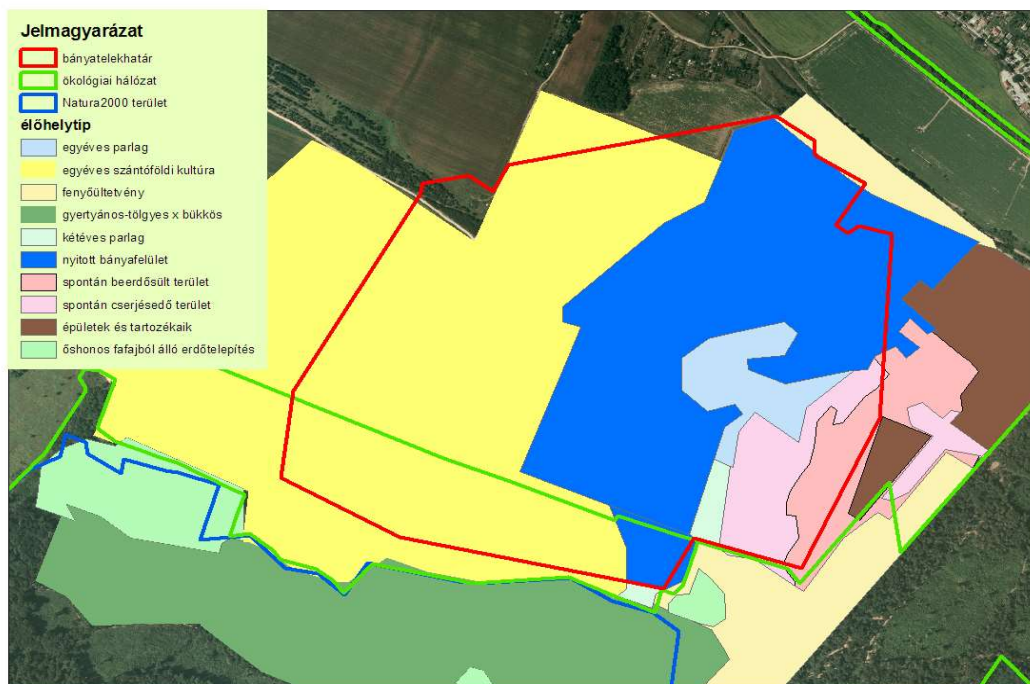 Jelmagyarázat
bányatelekhatár
ökológiai hálózat
Natura2000 terület
élőhelytip
egyéves parlag
egyéves szántóföldi kultúra
fenyőültetvény
gyertyános-tölgyes x bükkös
kétéves parlag
nyitott bányafelület
spontán beerdősült terület
spontán cserjésedő terület
épületek és tartozékaik
őshonos fafajból álló erdőtelepítés